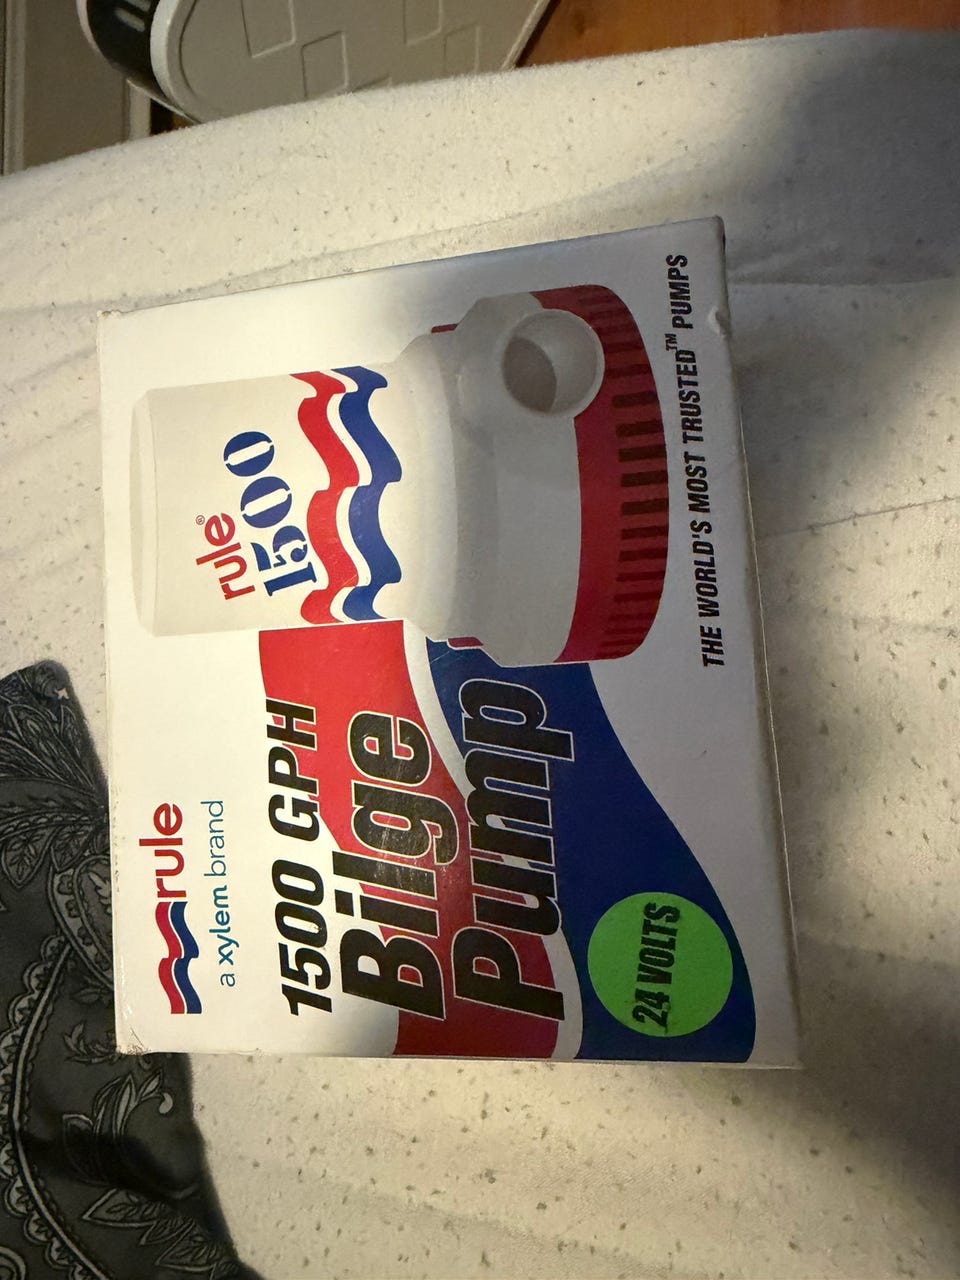 rule
a xylem brand
1500 GPH
Bilge
Pump
24 VOLTS
rule®
1500
THE WORLD'S MOST TRUSTED™ PUMPS